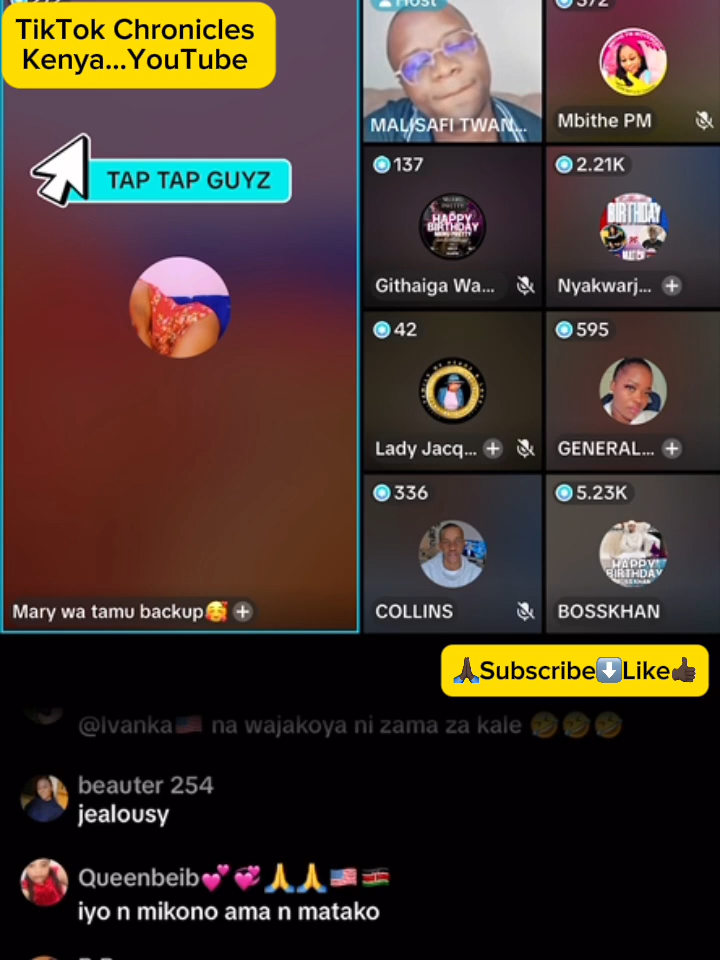 TikTok Chronicles
Kenya...YouTube
TAP TAP GUYZ
Mary wa tamu backup🥰 +
Host
MALISAFI TWAN...
372
Mbithe PM
137
HAPPY
BIRTHDAY
Githaiga Wa...
2.21K
BIRTHDAY
Nyakwarj... +
42
Lady Jacq... +
595
GENERAL... +
336
COLLINS
5.23K
HAPPY
BIRTHDAY
BOSSKHAN
🙏🏿Subscribe⬇️Like👍🏿
@Ivanka🇺🇸 na wajakoya ni zama za kale 🤣🤣🤣
beauter 254
jealousy
Queenbeib💕💞🙏🙏🇺🇸🇰🇪
iyo n mikono ama n matako